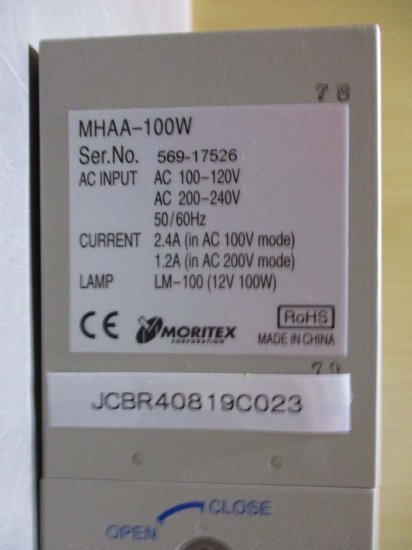 78
MHAA-100W
Ser.No. 569-17526
AC INPUT AC 100-120V
AC 200-240V
50/60Hz
CURRENT 2.4A (in AC 100V mode)
1.2A (in AC 200V mode)
LAMP LM-100 (12V 100W)
CE MORITEX CORPORATION RoHS
MADE IN CHINA
79
JCBR40819C023
CLOSE
OPEN